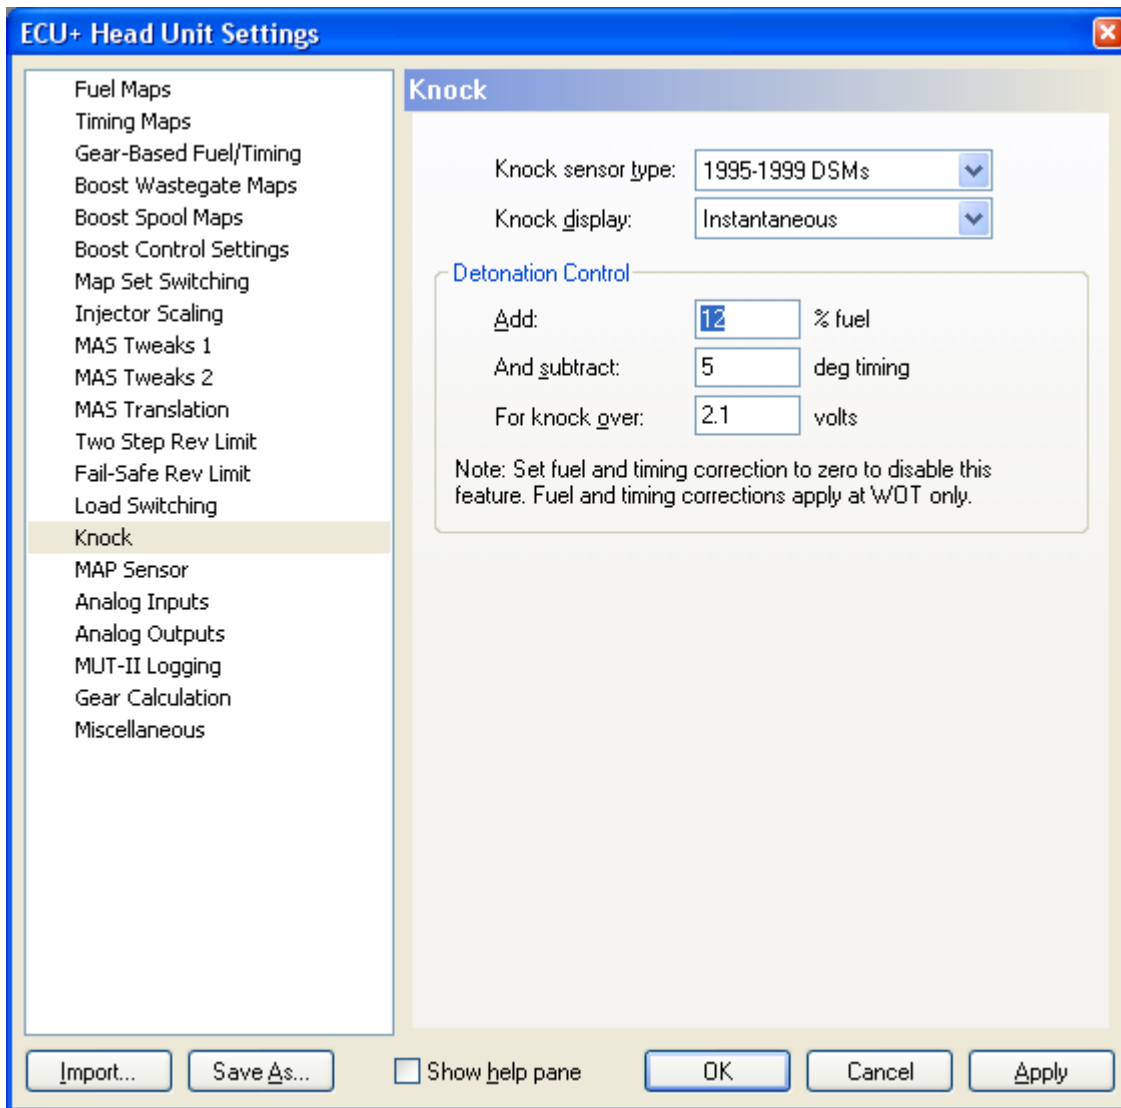 ECU+ Head Unit Settings
Fuel Maps
Timing Maps
Gear-Based Fuel/Timing
Boost Wastegate Maps
Boost Spool Maps
Boost Control Settings
Map Set Switching
Injector Scaling
MAS Tweaks 1
MAS Tweaks 2
MAS Translation
Two Step Rev Limit
Fail-Safe Rev Limit
Load Switching
Knock
MAP Sensor
Analog Inputs
Analog Outputs
MUT-II Logging
Gear Calculation
Miscellaneous
Knock
Knock sensor type: 1995-1999 DSMs
Knock display: Instantaneous
Detonation Control
Add: 12 % fuel
And subtract: 5 deg timing
For knock over: 2.1 volts
Note: Set fuel and timing correction to zero to disable this
feature. Fuel and timing corrections apply at WOT only.
Import... Save As... Show help pane OK Cancel Apply